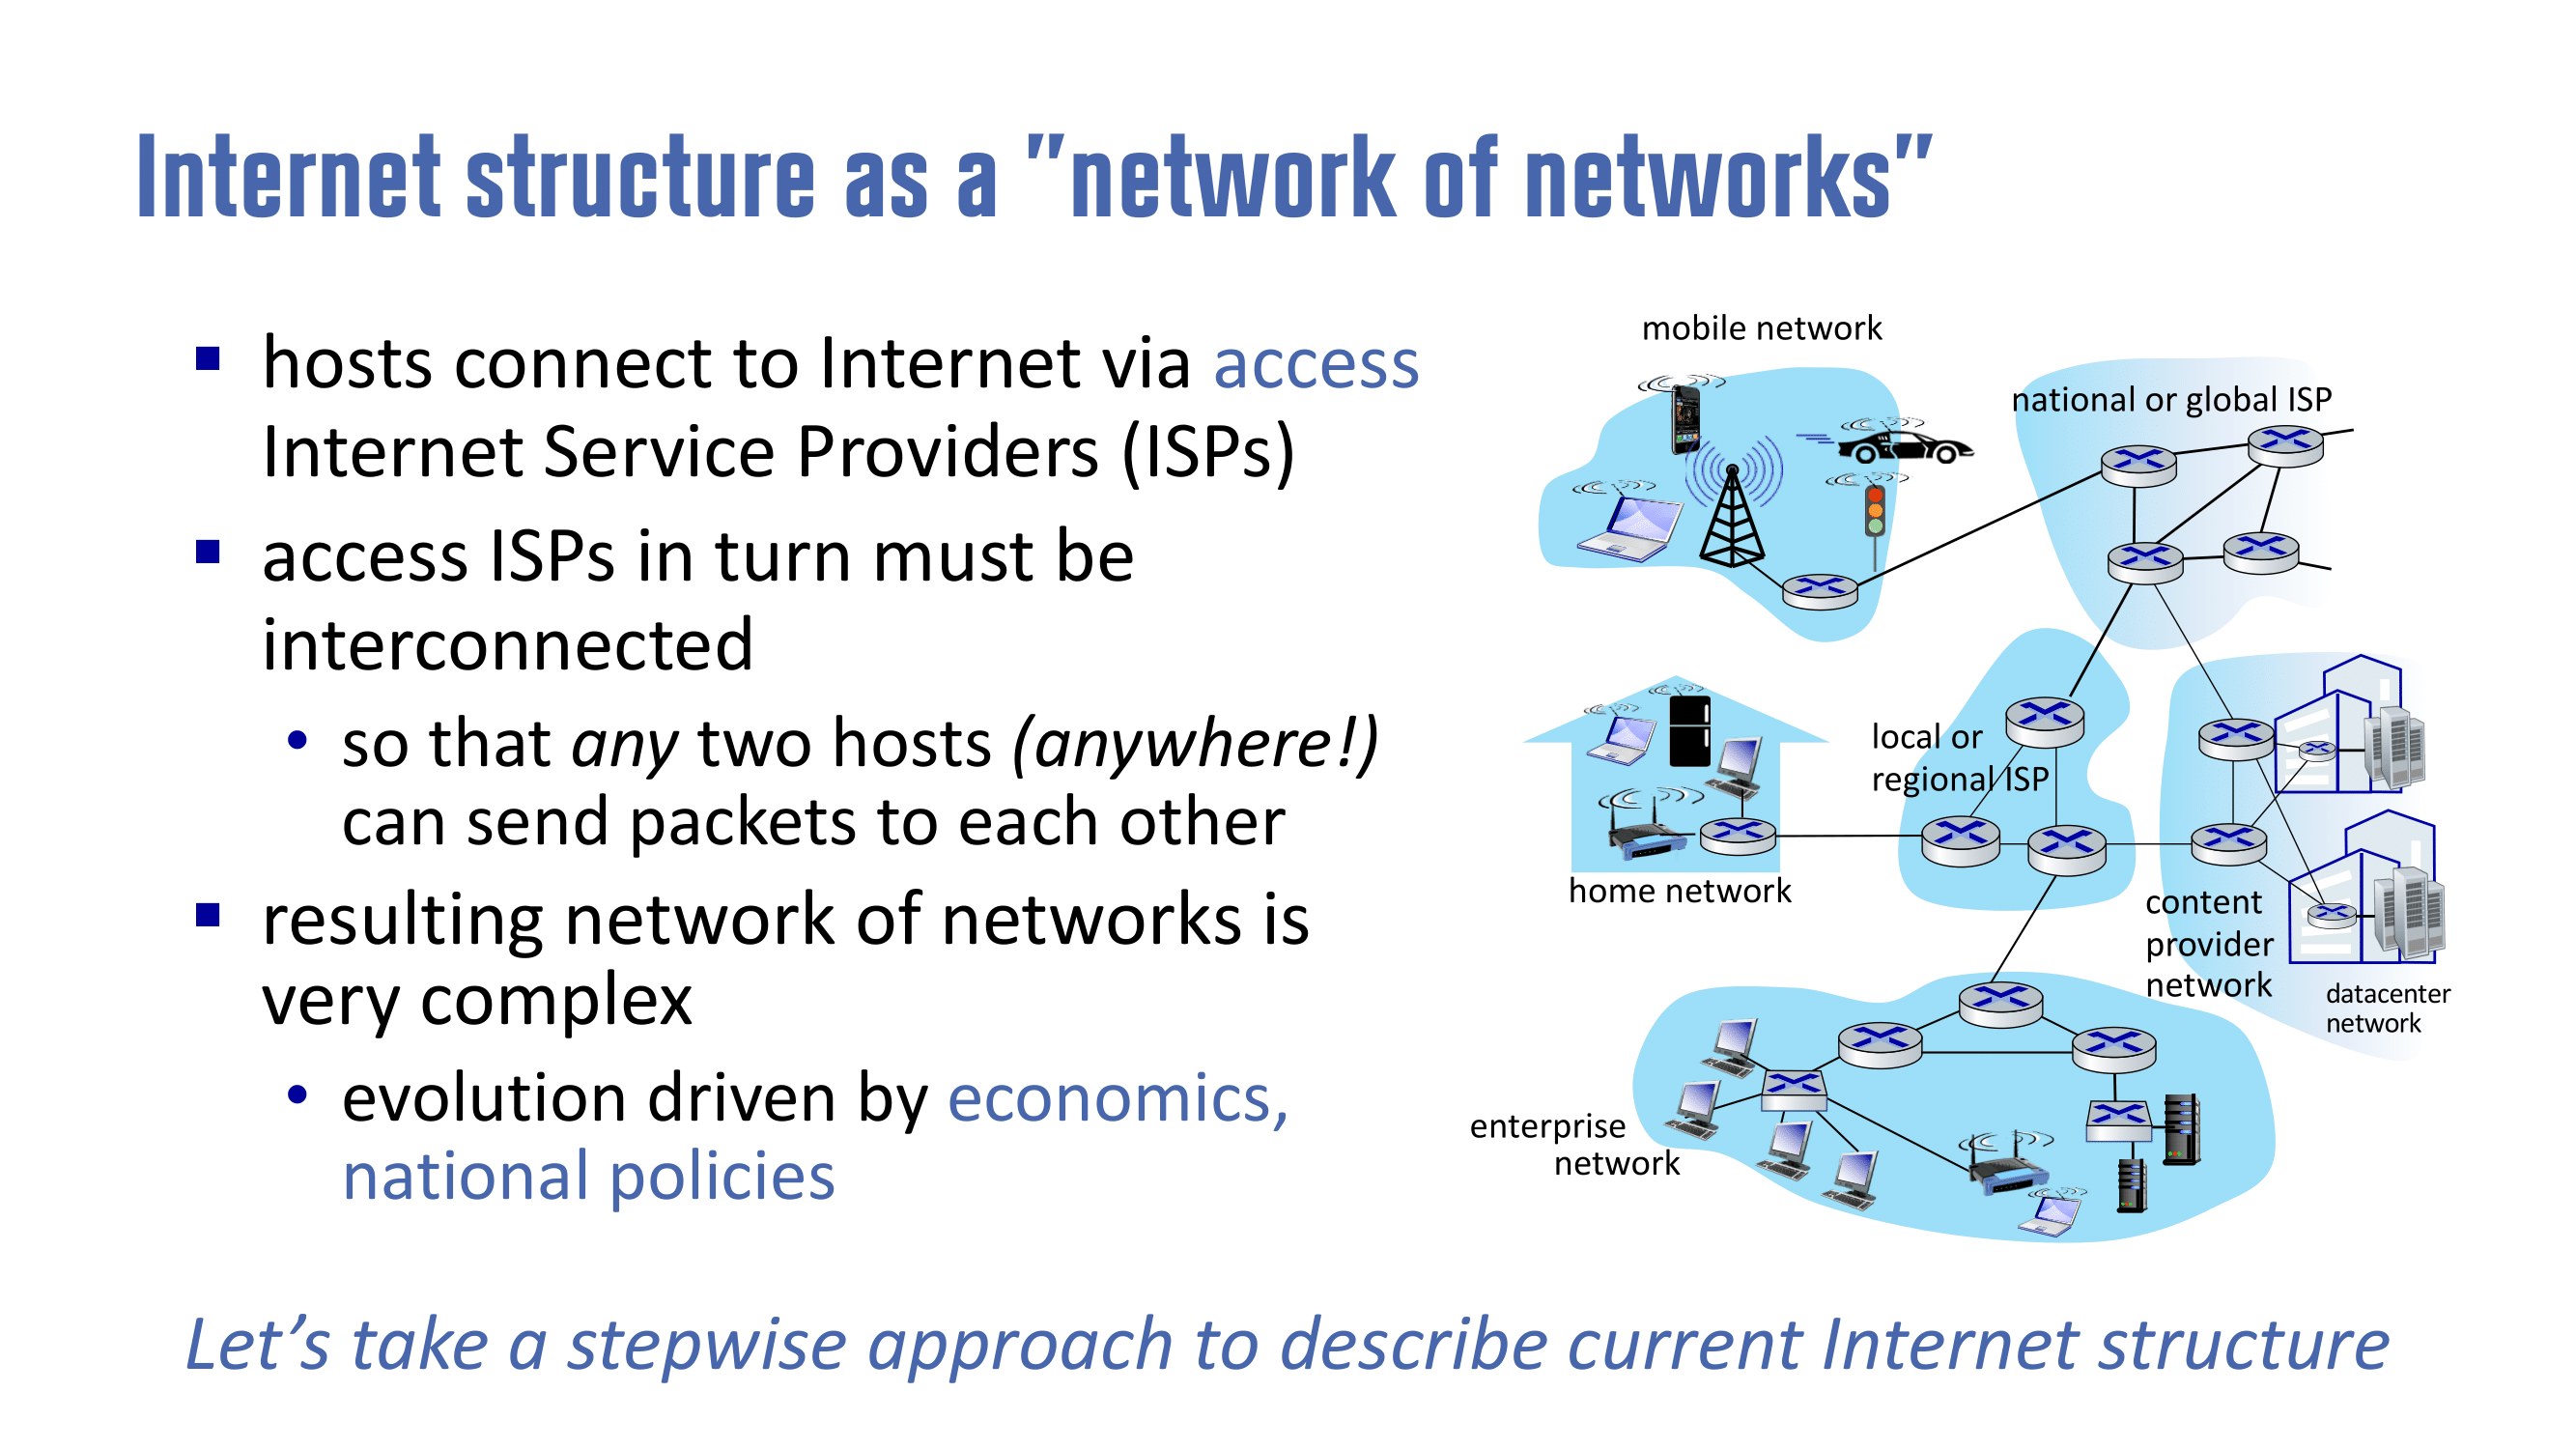 Internet structure as a "network of networks"
▪ hosts connect to Internet via access
Internet Service Providers (ISPs)
▪ access ISPs in turn must be
interconnected
• so that any two hosts (anywhere!)
can send packets to each other
▪ resulting network of networks is
very complex
• evolution driven by economics,
national policies
mobile network
national or global ISP
local or
regional ISP
home network
content
provider
network
datacenter
network
enterprise
network
Let’s take a stepwise approach to describe current Internet structure